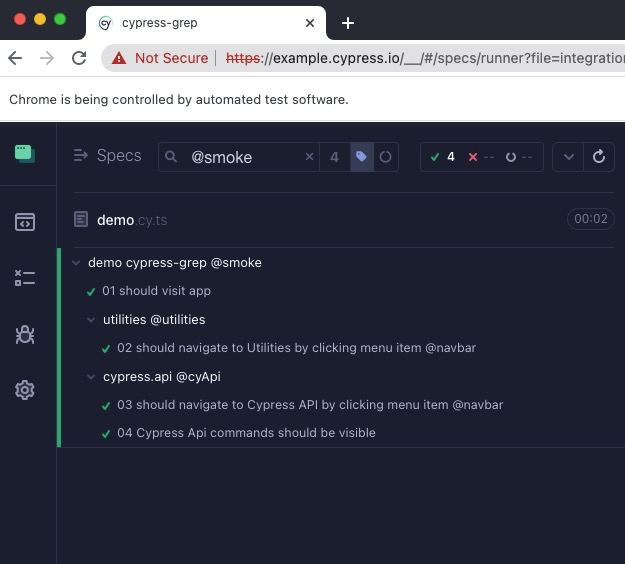 cypress-grep
Not Secure https://example.cypress.io/__/#/specs/runner?file=integration
Chrome is being controlled by automated test software.
Specs @smoke 4 4 -- --
demo.cy.ts 00:02
demo cypress-grep @smoke
01 should visit app
utilities @utilities
02 should navigate to Utilities by clicking menu item @navbar
cypress.api @cyApi
03 should navigate to Cypress API by clicking menu item @navbar
04 Cypress Api commands should be visible